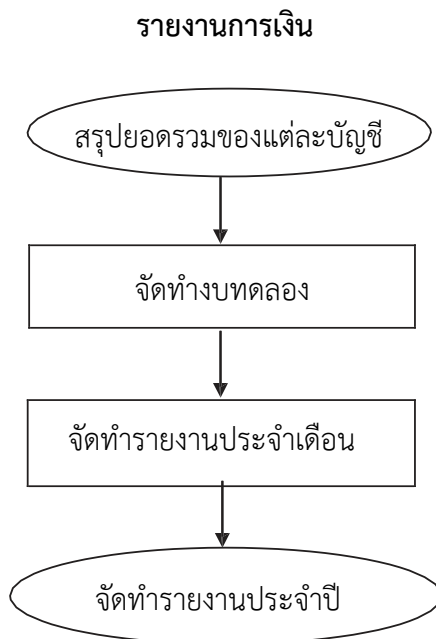 รายงานการเงิน
สรุปยอดรวมของแต่ละบัญชี
จัดทำงบทดลอง
จัดทำรายงานประจำเดือน
จัดทำรายงานประจำปี